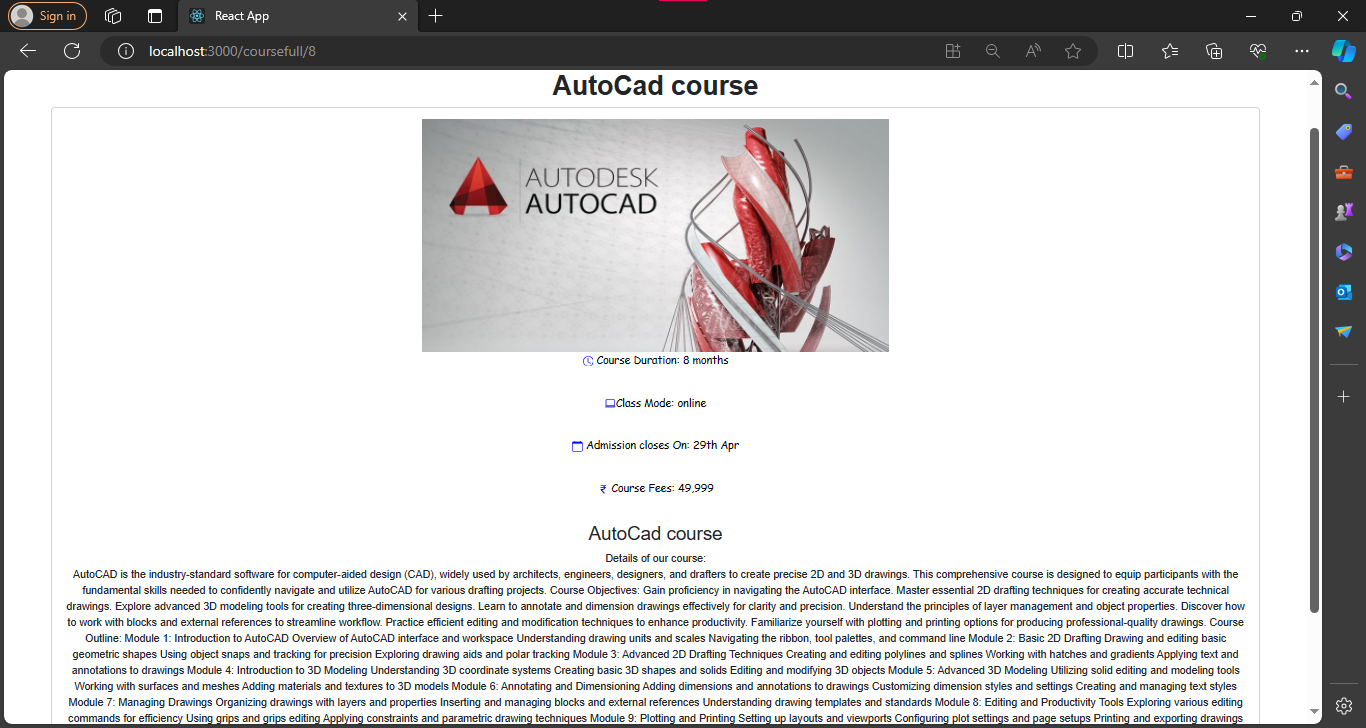 Sign in
React App
localhost:3000/coursefull/8
AutoCad course
AUTODESK
AUTOCAD
Course Duration: 8 months
Class Mode: online
Admission closes On: 29th Apr
₹ Course Fees: 49,999
AutoCad course
Details of our course:
AutoCAD is the industry-standard software for computer-aided design (CAD), widely used by architects, engineers, designers, and drafters to create precise 2D and 3D drawings. This comprehensive course is designed to equip participants with the
fundamental skills needed to confidently navigate and utilize AutoCAD for various drafting projects. Course Objectives: Gain proficiency in navigating the AutoCAD interface. Master essential 2D drafting techniques for creating accurate technical
drawings. Explore advanced 3D modeling tools for creating three-dimensional designs. Learn to annotate and dimension drawings effectively for clarity and precision. Understand the principles of layer management and object properties. Discover how
to work with blocks and external references to streamline workflow. Practice efficient editing and modification techniques to enhance productivity. Familiarize yourself with plotting and printing options for producing professional-quality drawings. Course
Outline: Module 1: Introduction to AutoCAD Overview of AutoCAD interface and workspace Understanding drawing units and scales Navigating the ribbon, tool palettes, and command line Module 2: Basic 2D Drafting Drawing and editing basic
geometric shapes Using object snaps and tracking for precision Exploring drawing aids and polar tracking Module 3: Advanced 2D Drafting Techniques Creating and editing polylines and splines Working with hatches and gradients Applying text and
annotations to drawings Module 4: Introduction to 3D Modeling Understanding 3D coordinate systems Creating basic 3D shapes and solids Editing and modifying 3D objects Module 5: Advanced 3D Modeling Utilizing solid editing and modeling tools
Working with surfaces and meshes Adding materials and textures to 3D models Module 6: Annotating and Dimensioning Adding dimensions and annotations to drawings Customizing dimension styles and settings Creating and managing text styles
Module 7: Managing Drawings Organizing drawings with layers and properties Inserting and managing blocks and external references Understanding drawing templates and standards Module 8: Editing and Productivity Tools Exploring various editing
commands for efficiency Using grips and grips editing Applying constraints and parametric drawing techniques Module 9: Plotting and Printing Setting up layouts and viewports Configuring plot settings and page setups Printing and exporting drawings